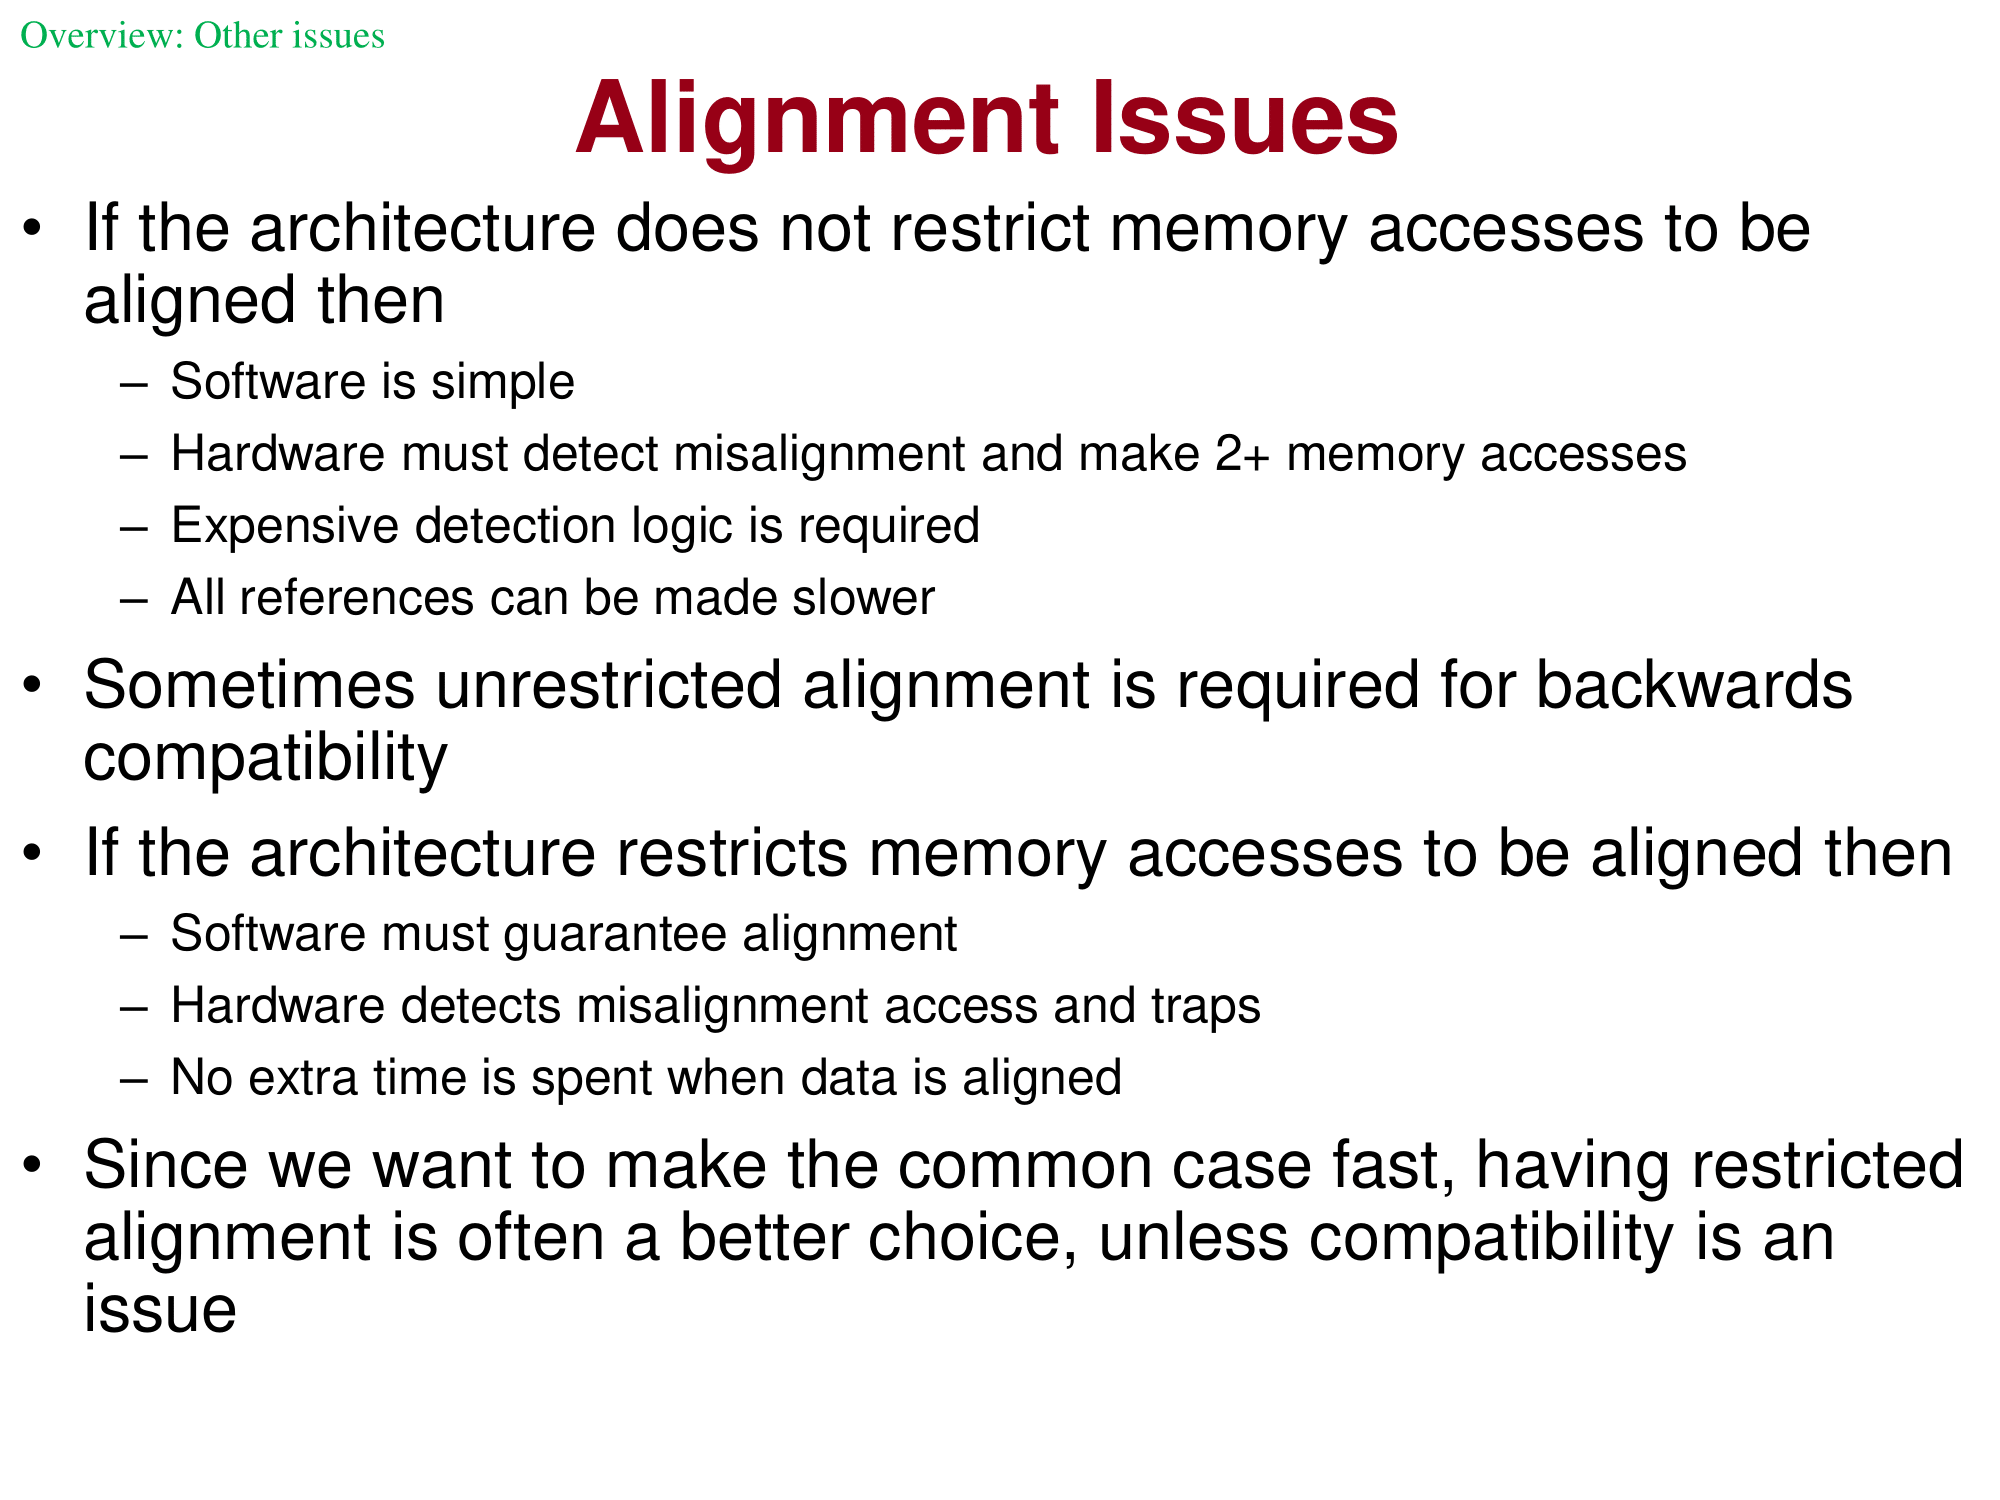 Overview: Other issues
Alignment Issues
• If the architecture does not restrict memory accesses to be
aligned then
– Software is simple
– Hardware must detect misalignment and make 2+ memory accesses
– Expensive detection logic is required
– All references can be made slower
• Sometimes unrestricted alignment is required for backwards
compatibility
• If the architecture restricts memory accesses to be aligned then
– Software must guarantee alignment
– Hardware detects misalignment access and traps
– No extra time is spent when data is aligned
• Since we want to make the common case fast, having restricted
alignment is often a better choice, unless compatibility is an
issue